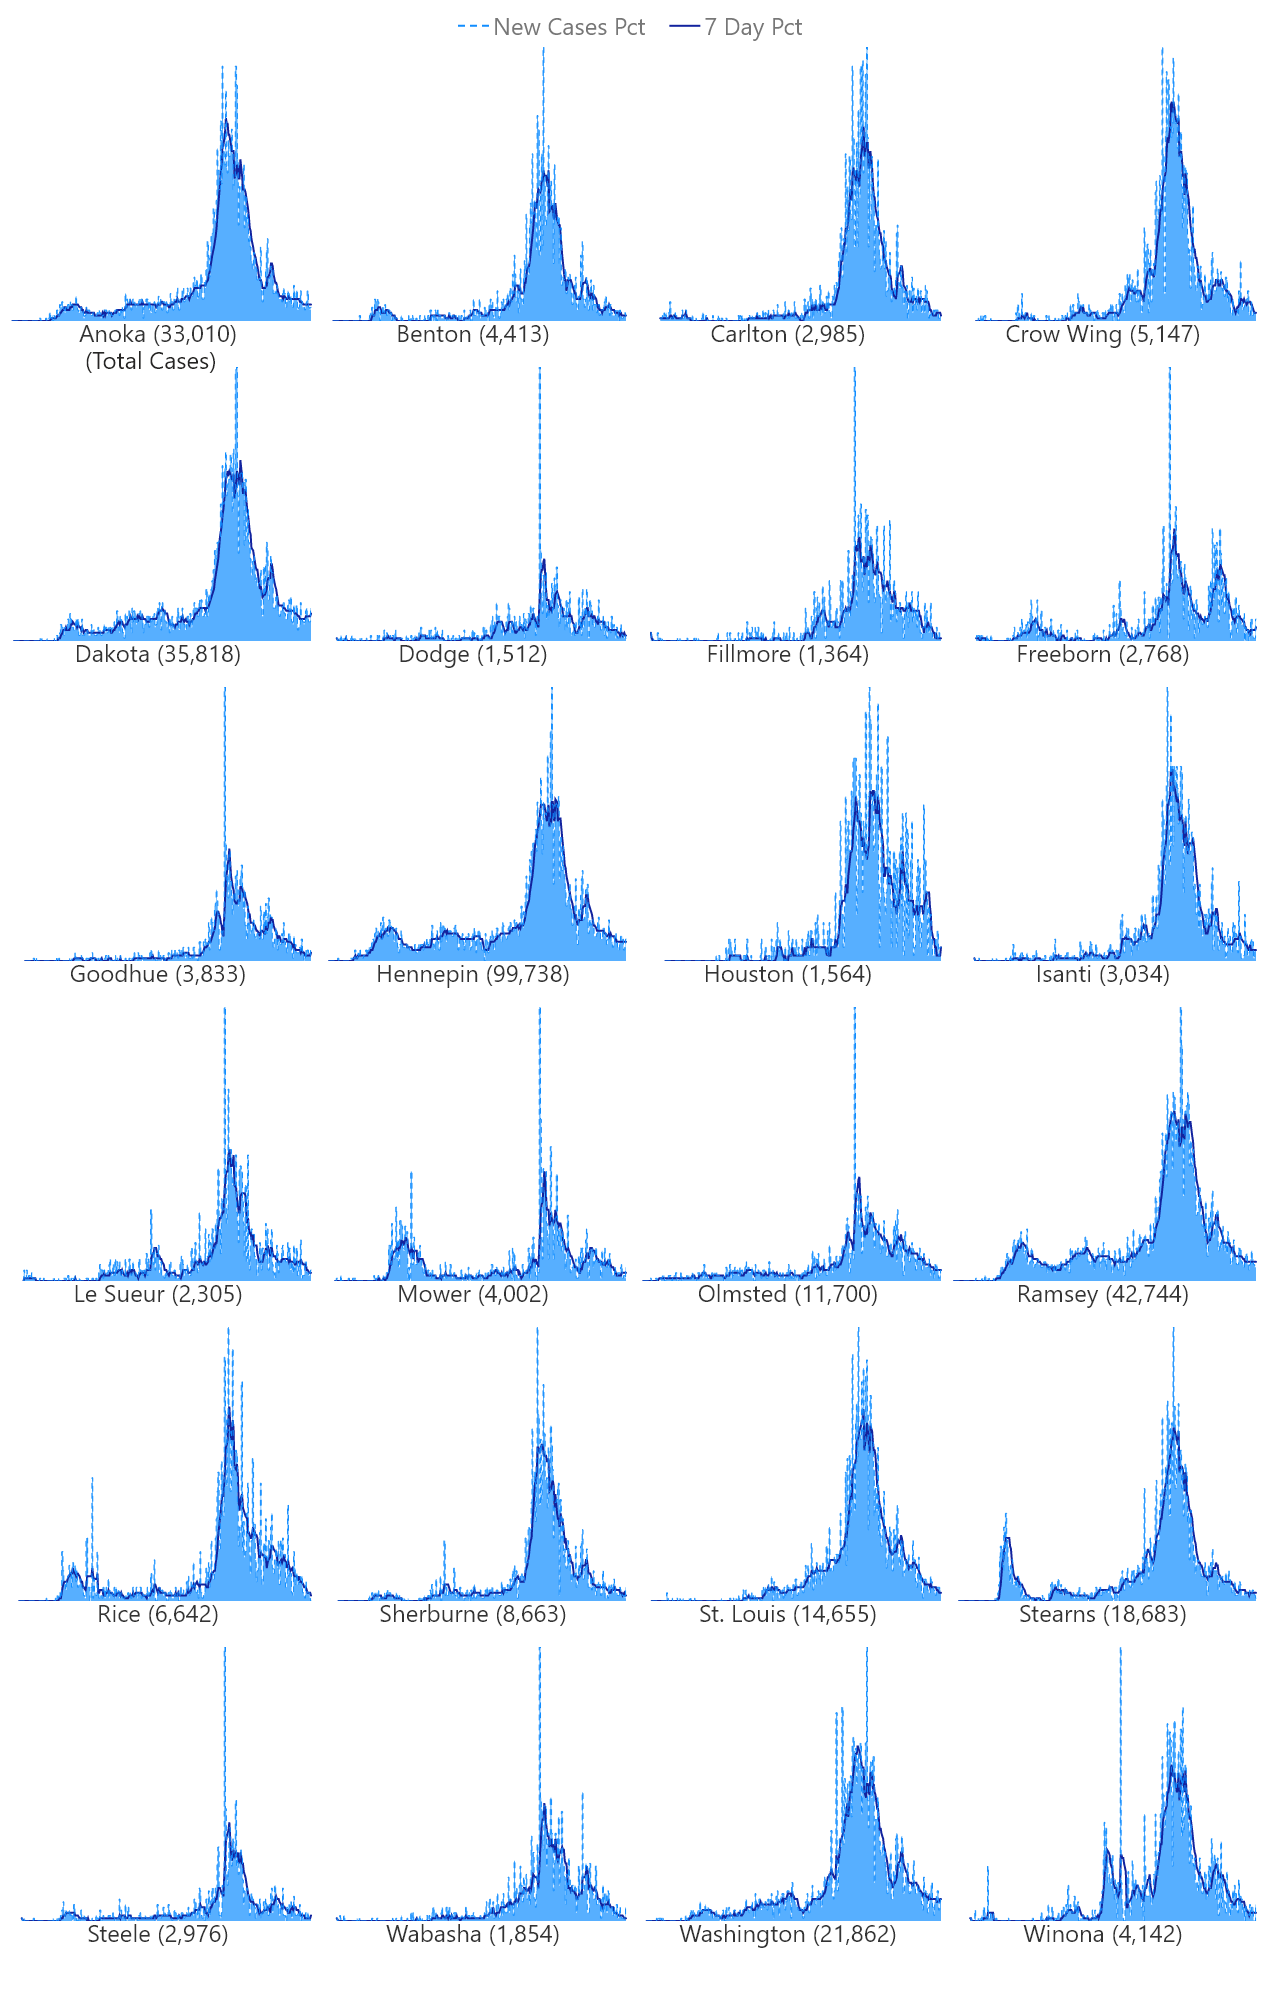 New Cases Pct 7 Day Pct
Anoka (33,010) Benton (4,413) Carlton (2,985) Crow Wing (5,147)
(Total Cases)
Dakota (35,818) Dodge (1,512) Fillmore (1,364) Freeborn (2,768)
Goodhue (3,833) Hennepin (99,738) Houston (1,564) Isanti (3,034)
Le Sueur (2,305) Mower (4,002) Olmsted (11,700) Ramsey (42,744)
Rice (6,642) Sherburne (8,663) St. Louis (14,655) Stearns (18,683)
Steele (2,976) Wabasha (1,854) Washington (21,862) Winona (4,142)